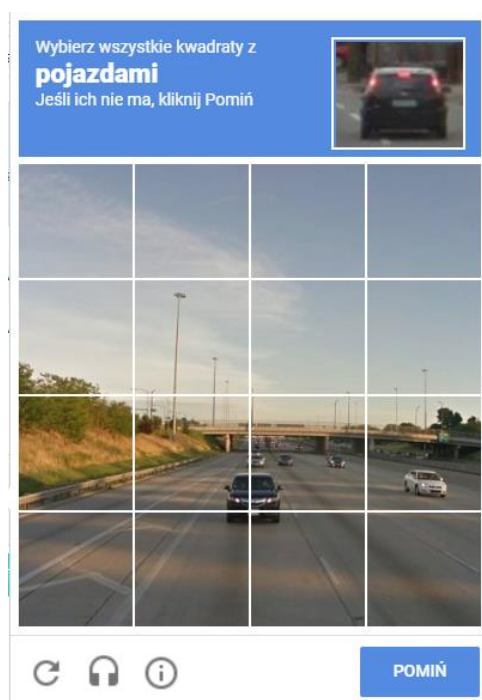 Wybierz wszystkie kwadraty z
pojazdami
Jeśli ich nie ma, kliknij Pomiń
POMIŃ